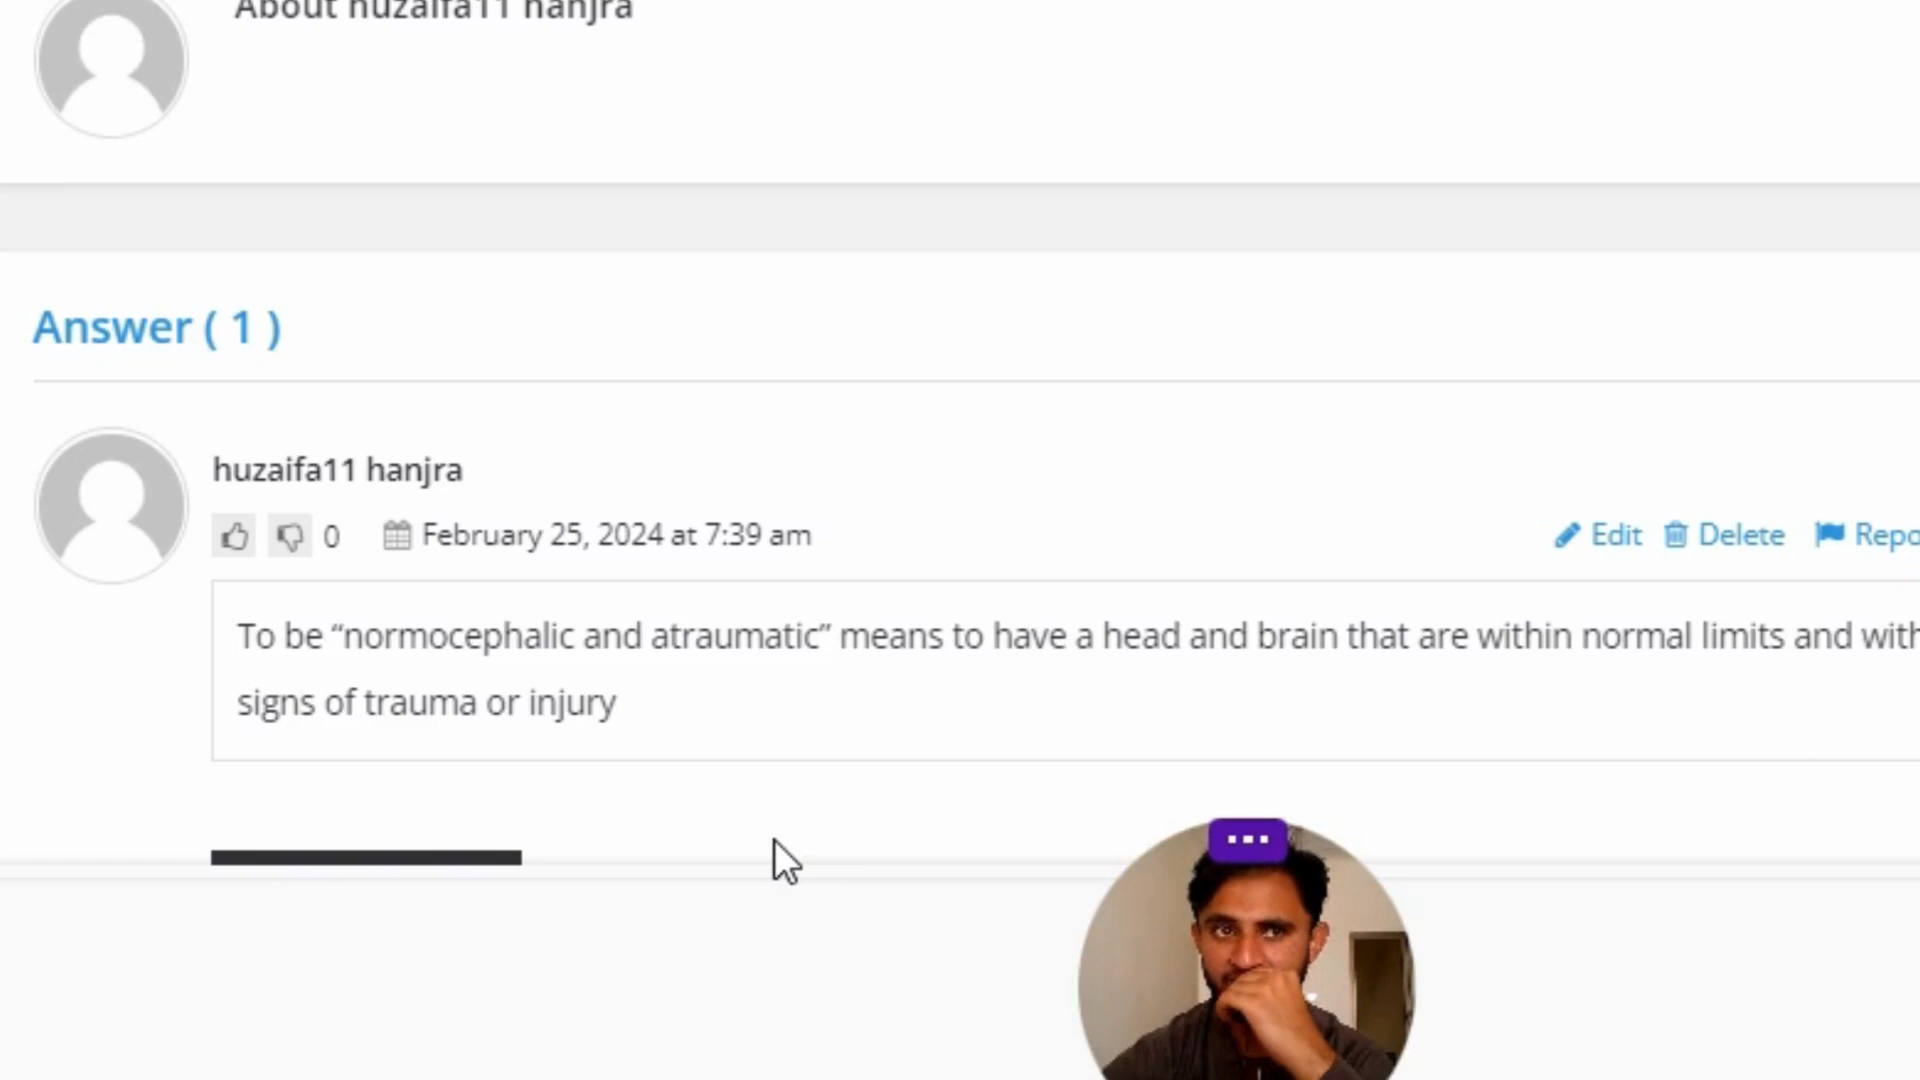 About huzaifa11 hanjra
Answer ( 1 )
huzaifa11 hanjra
0 February 25, 2024 at 7:39 am Edit Delete Repo
To be “normocephalic and atraumatic” means to have a head and brain that are within normal limits and with
signs of trauma or injury